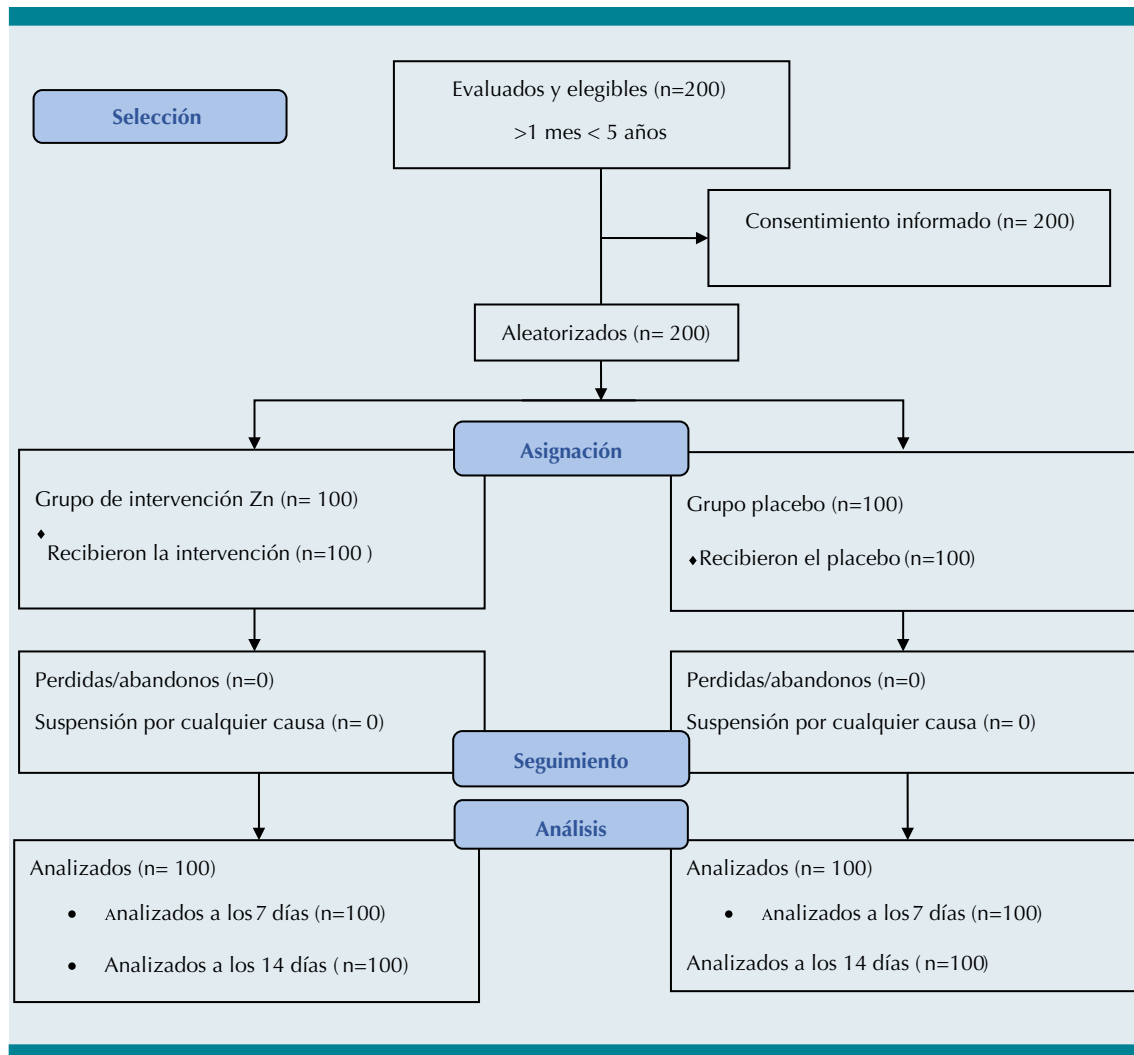 Selección
Evaluados y elegibles (n=200)
>1 mes < 5 años
Consentimiento informado (n= 200)
Aleatorizados (n= 200)
Asignación
Grupo de intervención Zn (n= 100)
⬧
Recibieron la intervención (n=100 )
Grupo placebo (n=100)
⬧Recibieron el placebo (n=100)
Perdidas/abandonos (n=0)
Suspensión por cualquier causa (n= 0)
Perdidas/abandonos (n=0)
Suspensión por cualquier causa (n= 0)
Seguimiento
Análisis
Analizados (n= 100)
• Analizados a los 7 días (n=100)
• Analizados a los 14 días ( n=100)
Analizados (n= 100)
• Analizados a los 7 días (n=100)
Analizados a los 14 días ( n=100)